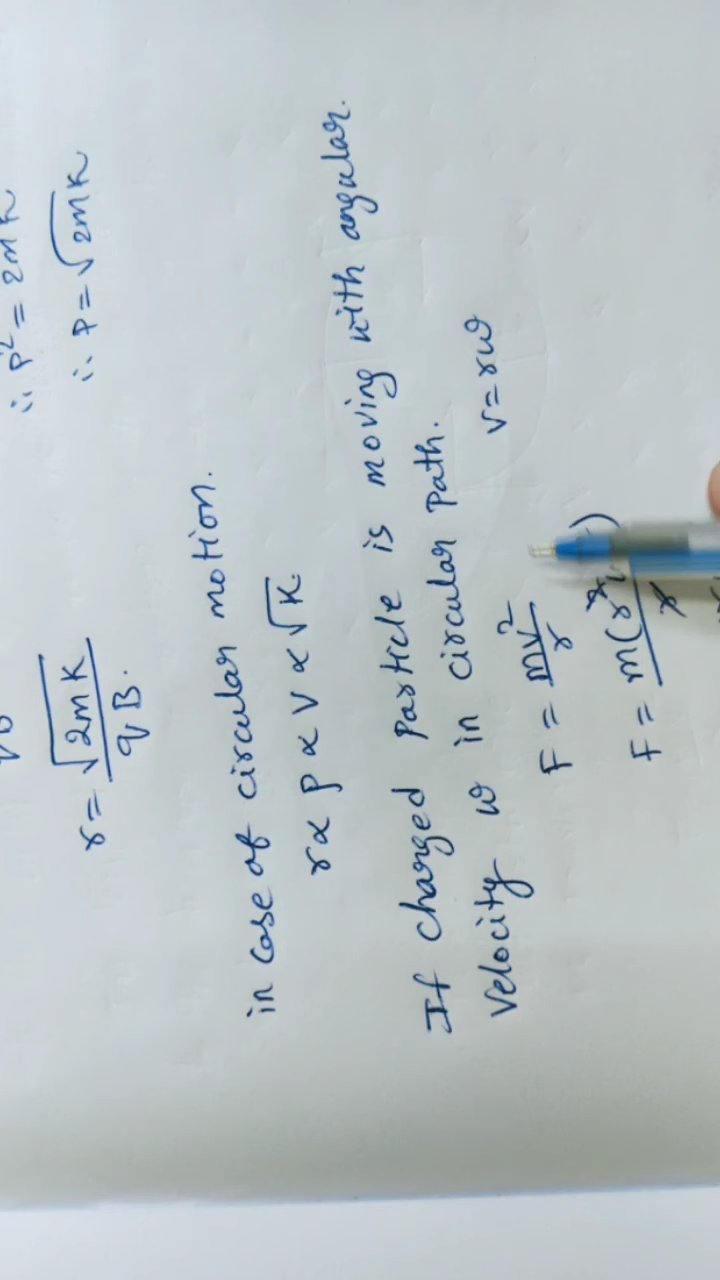 ∴ p² = 2mK
∴ P = √2mK
r = √2mK / qB.
in case of circular motion.
r ∝ p ∝ V ∝ √K.
If charged particle is moving with angular.
Velocity ω in circular path.
V = rω
F = mv² / r
F = m(r² / r